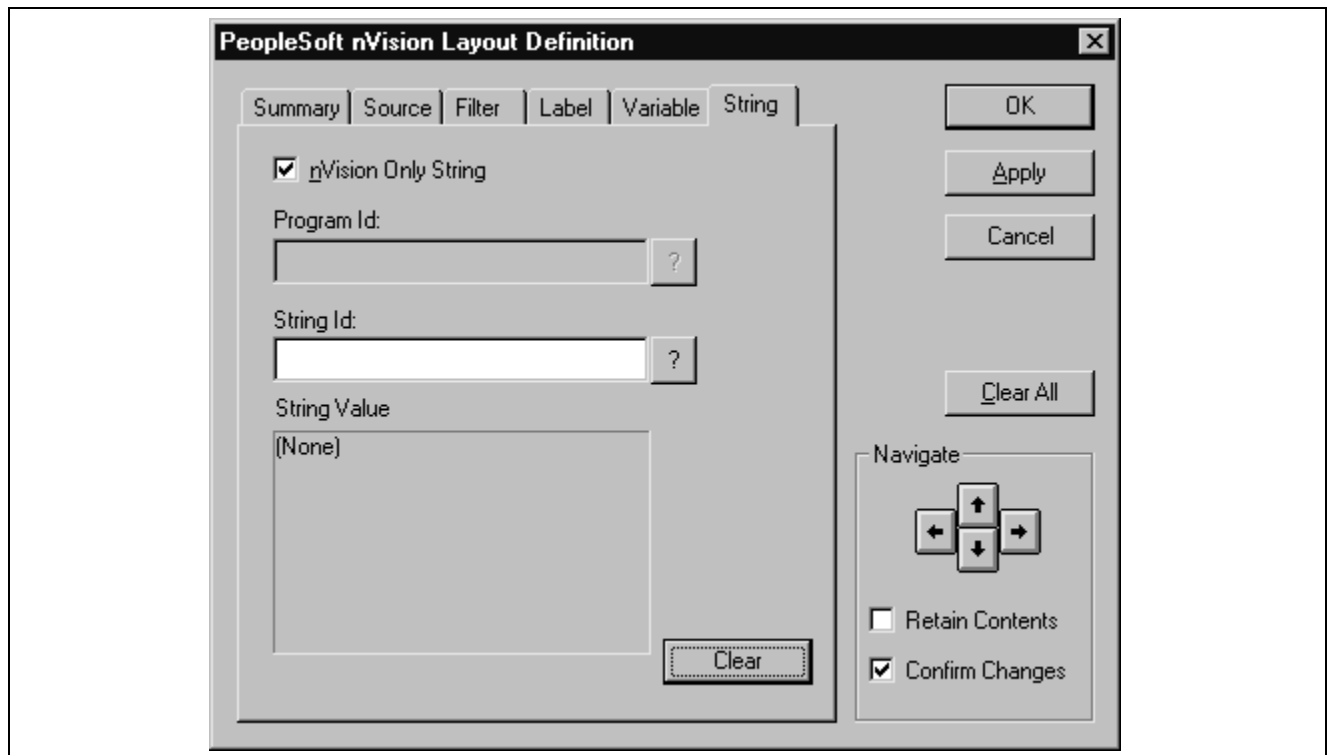 PeopleSoft nVision Layout Definition
Summary Source Filter Label Variable String
nVision Only String
Program Id:
?
String Id:
?
String Value
(None)
Clear
OK
Apply
Cancel
Clear All
Navigate
Retain Contents
Confirm Changes